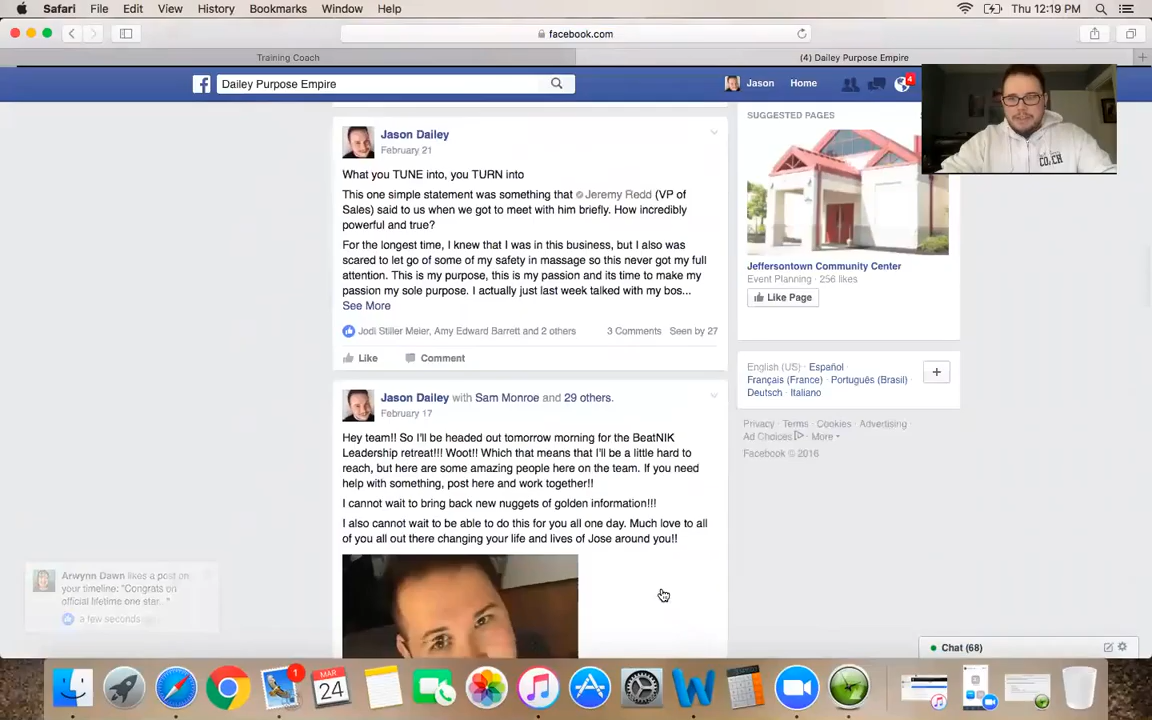 Safari File Edit View History Bookmarks Window Help Thu 12:19 PM
facebook.com
Training Coach
(4) Dailey Purpose Empire
Dailey Purpose Empire
Jason Home
4
Jason Dailey
February 21
What you TUNE into, you TURN into
This one simple statement was something that Jeremy Redd (VP of
Sales) said to us when we got to meet with him briefly. How incredibly
powerful and true?
For the longest time, I knew that I was in this business, but I also was
scared to let go of some of my safety in massage so this never got my full
attention. This is my purpose, this is my passion and its time to make my
passion my sole purpose. I actually just last week talked with my bos...
See More
Jodi Stiller Meier, Amy Edward Barrett and 2 others 3 Comments Seen by 27
Like Comment
Jason Dailey with Sam Monroe and 29 others.
February 17
Hey team!! So I'll be headed out tomorrow morning for the BeatNIK
Leadership retreat!!! Woot!! Which that means that I'll be a little hard to
reach, but here are some amazing people here on the team. If you need
help with something, post here and work together!!
I cannot wait to bring back new nuggets of golden information!!!
I also cannot wait to be able to do this for you all one day. Much love to all
of you all out there changing your life and lives of Jose around you!!
SUGGESTED PAGES
Jeffersontown Community Center
Event Planning · 256 likes
Like Page
English (US) · Español ·
Français (France) · Português (Brasil) ·
Deutsch · Italiano
Privacy · Terms · Cookies · Advertising ·
Ad Choices · More
Facebook © 2016
Arwynn Dawn likes a post on
your timeline: "Congrats on
official lifetime one star..."
a few seconds
Chat (68)
1
MAR
24